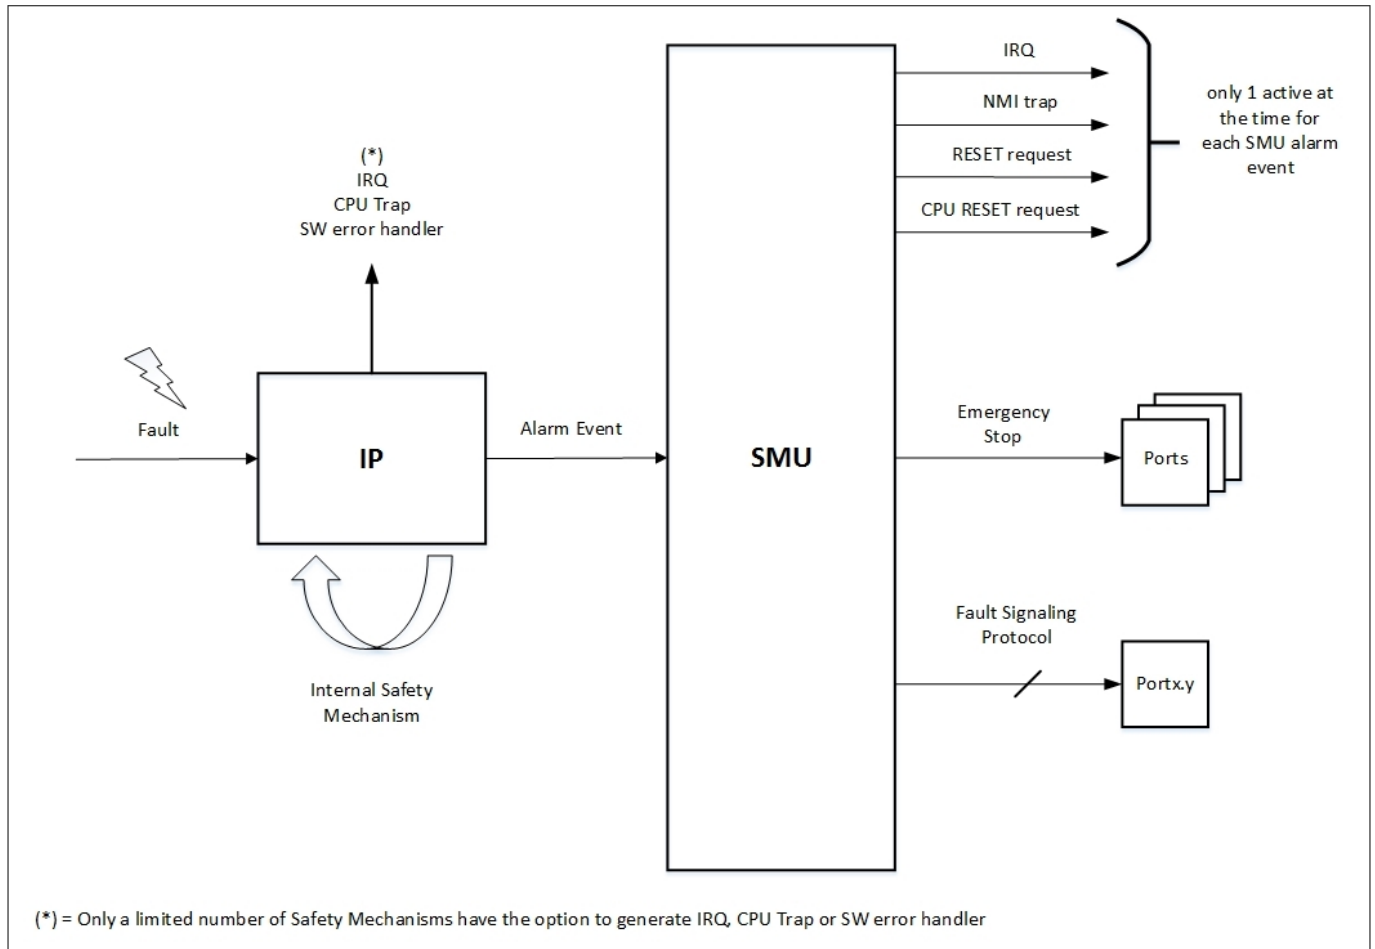 IRQ
NMI trap
RESET request
CPU RESET request
only 1 active at
the time for
each SMU alarm
event
(*)
IRQ
CPU Trap
SW error handler
Fault
IP
Alarm Event
SMU
Emergency
Stop
Ports
Internal Safety
Mechanism
Fault Signaling
Protocol
Portx.y
(*) = Only a limited number of Safety Mechanisms have the option to generate IRQ, CPU Trap or SW error handler